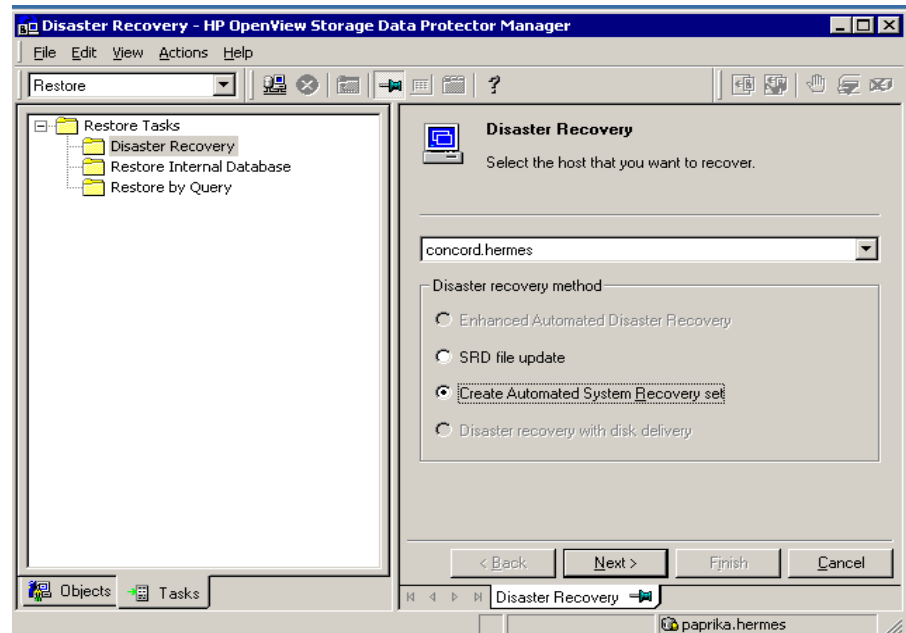 Disaster Recovery - HP OpenView Storage Data Protector Manager
File Edit View Actions Help
Restore
?
Restore Tasks
Disaster Recovery
Restore Internal Database
Restore by Query
Disaster Recovery
Select the host that you want to recover.
concord.hermes
Disaster recovery method
Enhanced Automated Disaster Recovery
SRD file update
Create Automated System Recovery set
Disaster recovery with disk delivery
< Back Next > Finish Cancel
Objects Tasks
Disaster Recovery
paprika.hermes